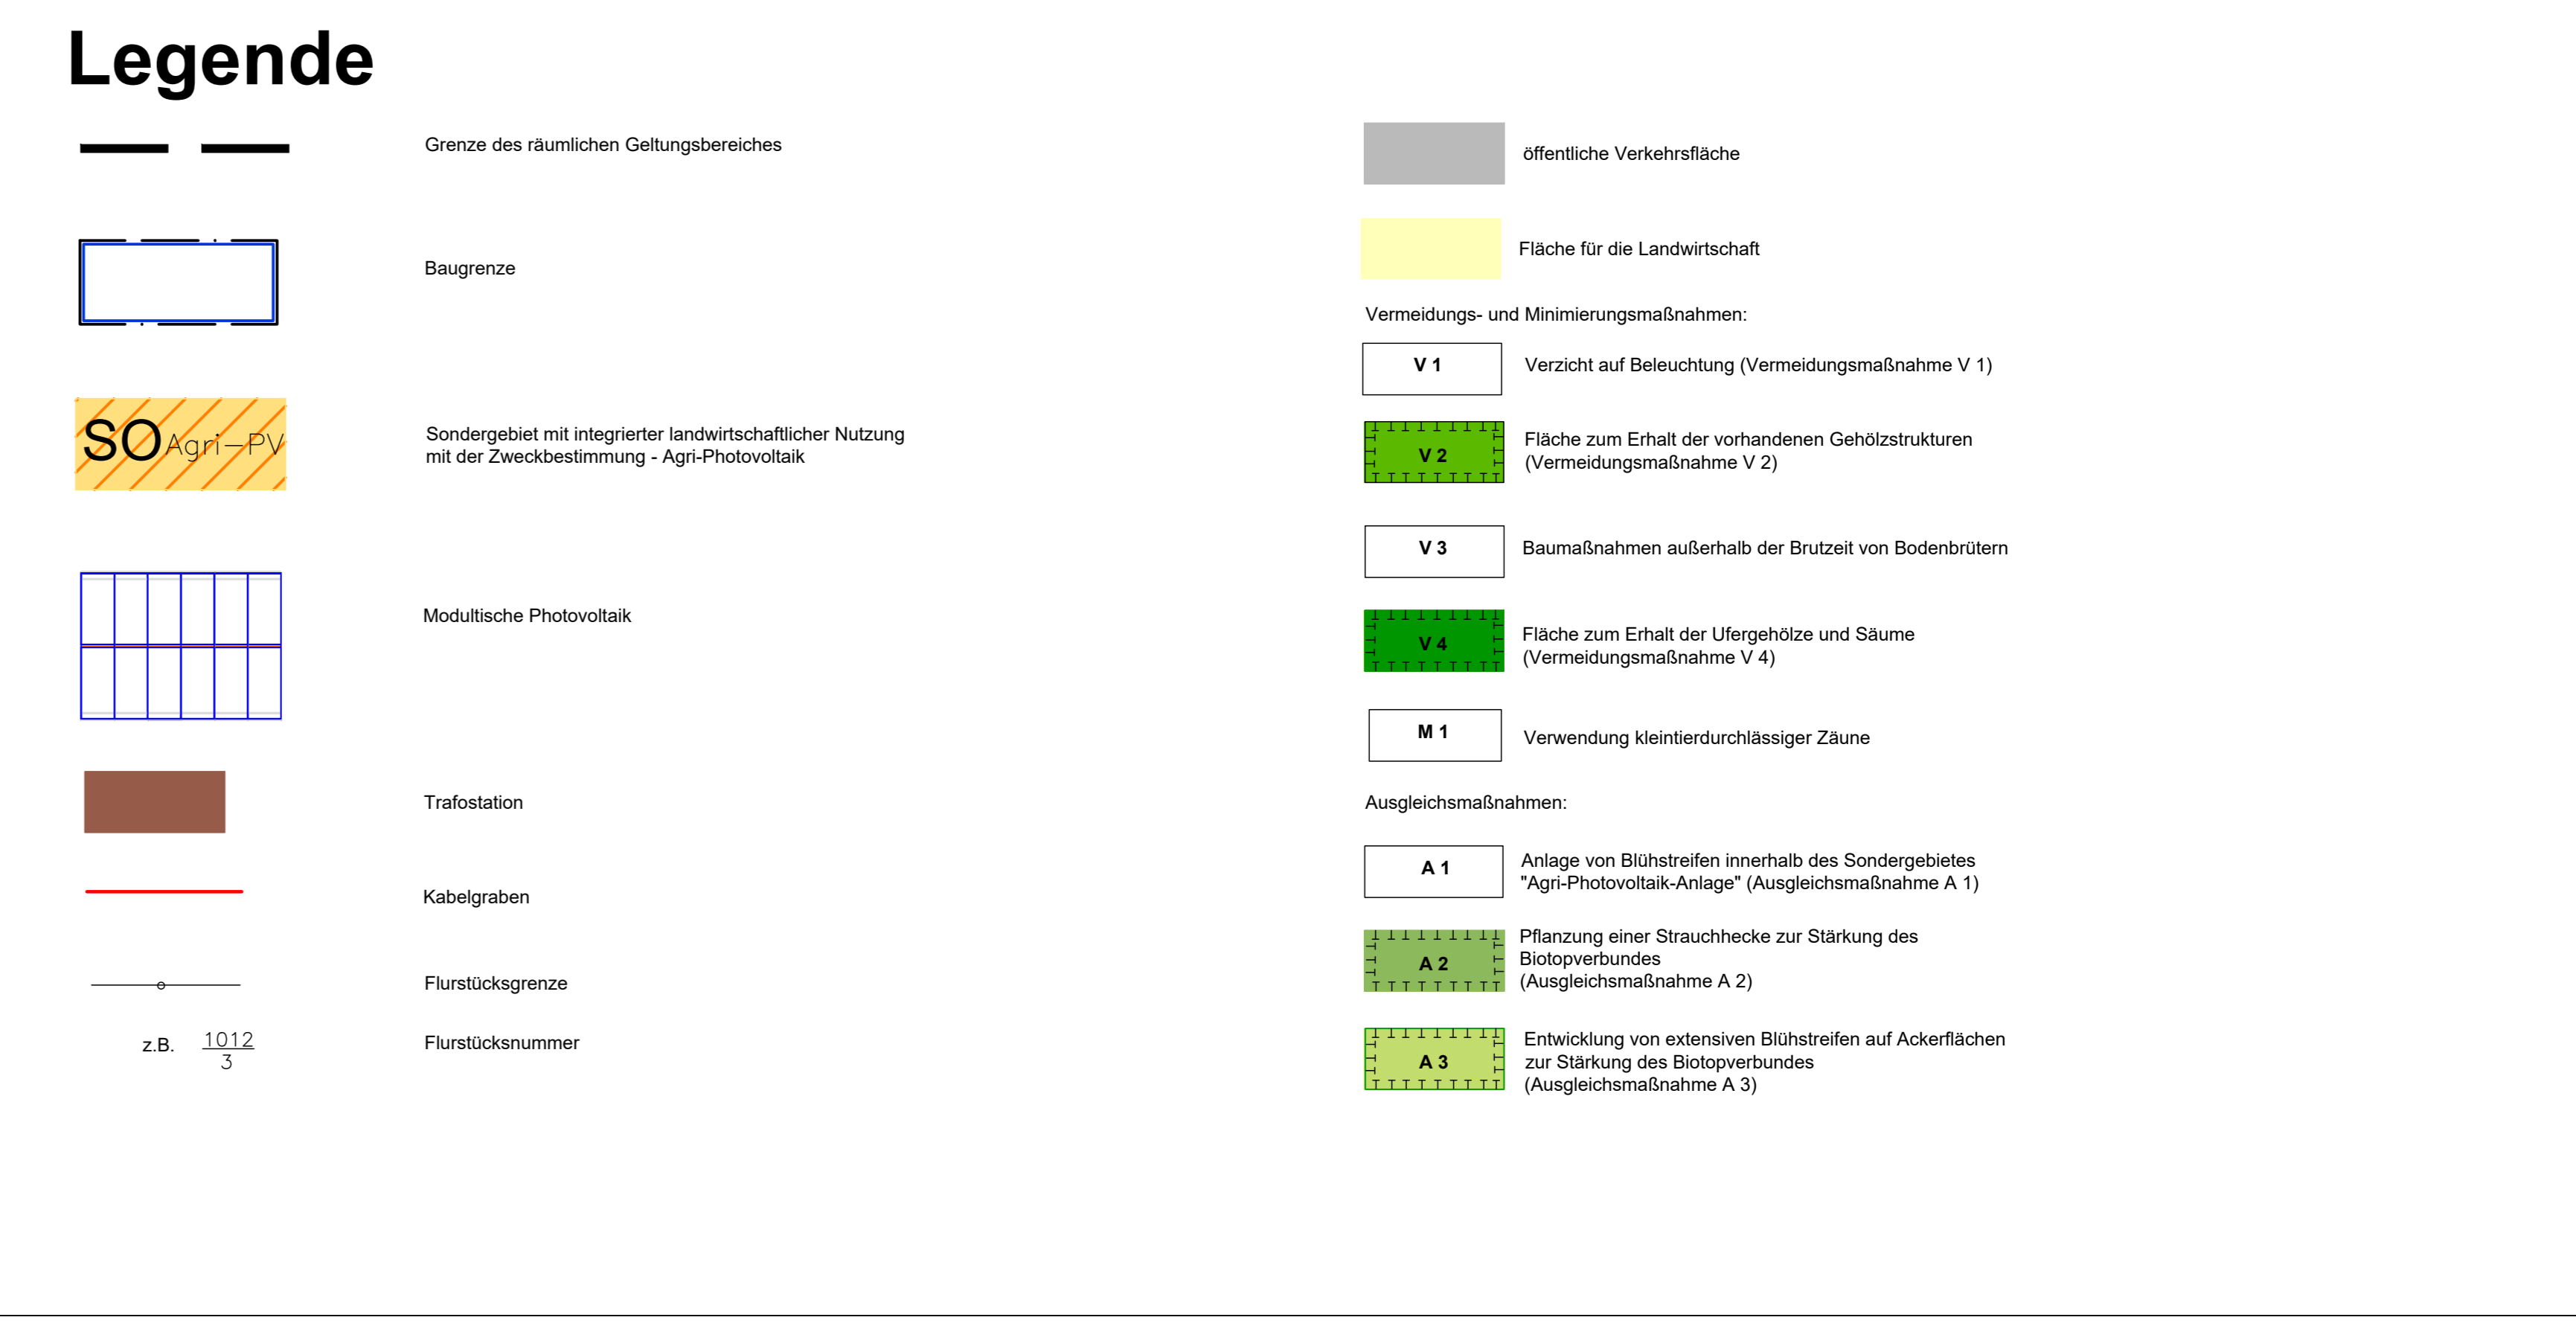 Legende
Grenze des räumlichen Geltungsbereiches
Baugrenze
SO Agri-PV
Sondergebiet mit integrierter landwirtschaftlicher Nutzung
mit der Zweckbestimmung - Agri-Photovoltaik
Modultische Photovoltaik
Trafostation
Kabelgraben
Flurstücksgrenze
z.B. 1012
3
Flurstücksnummer
öffentliche Verkehrsfläche
Fläche für die Landwirtschaft
Vermeidungs- und Minimierungsmaßnahmen:
V 1
Verzicht auf Beleuchtung (Vermeidungsmaßnahme V 1)
V 2
Fläche zum Erhalt der vorhandenen Gehölzstrukturen
(Vermeidungsmaßnahme V 2)
V 3
Baumaßnahmen außerhalb der Brutzeit von Bodenbrütern
V 4
Fläche zum Erhalt der Ufergehölze und Säume
(Vermeidungsmaßnahme V 4)
M 1
Verwendung kleintierdurchlässiger Zäune
Ausgleichsmaßnahmen:
A 1
Anlage von Blühstreifen innerhalb des Sondergebietes
"Agri-Photovoltaik-Anlage" (Ausgleichsmaßnahme A 1)
A 2
Pflanzung einer Strauchhecke zur Stärkung des
Biotopverbundes
(Ausgleichsmaßnahme A 2)
A 3
Entwicklung von extensiven Blühstreifen auf Ackerflächen
zur Stärkung des Biotopverbundes
(Ausgleichsmaßnahme A 3)